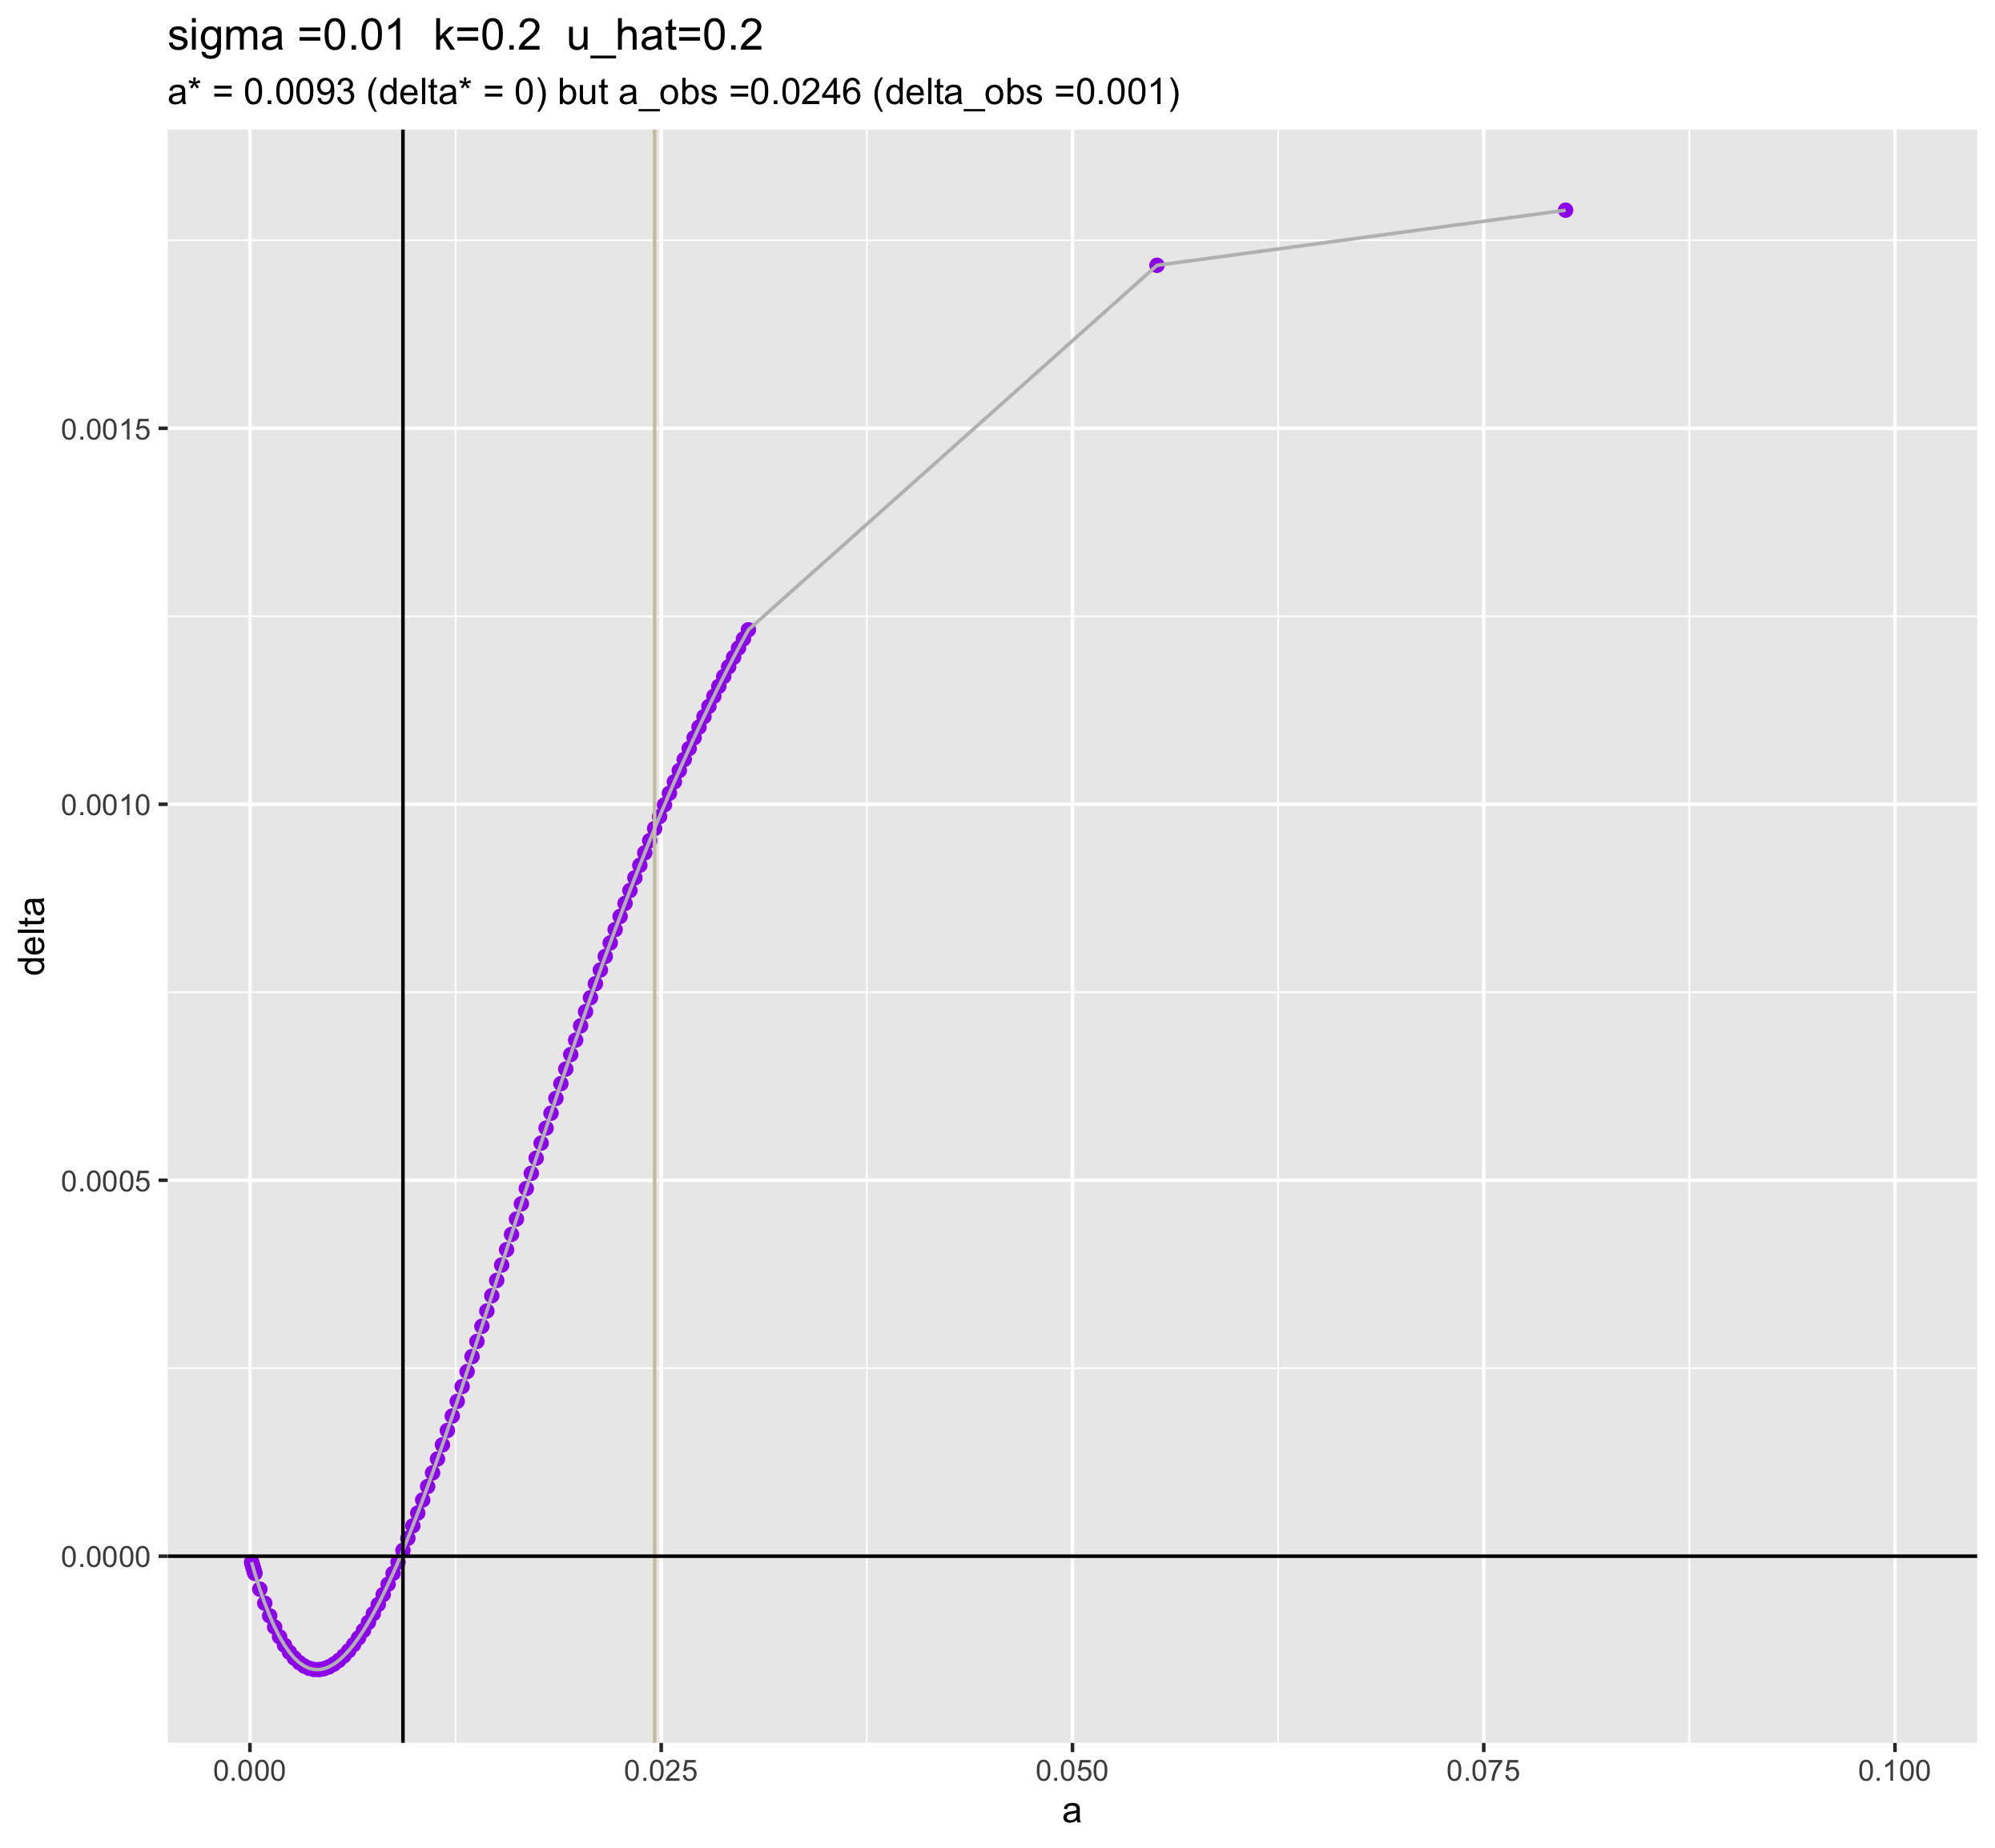 sigma =0.01  k=0.2  u_hat=0.2
a* = 0.0093 (delta* = 0) but a_obs =0.0246 (delta_obs =0.001)
0.0015
0.0010
delta
0.0005
0.0000
0.000
0.025
0.050
0.075
0.100
a